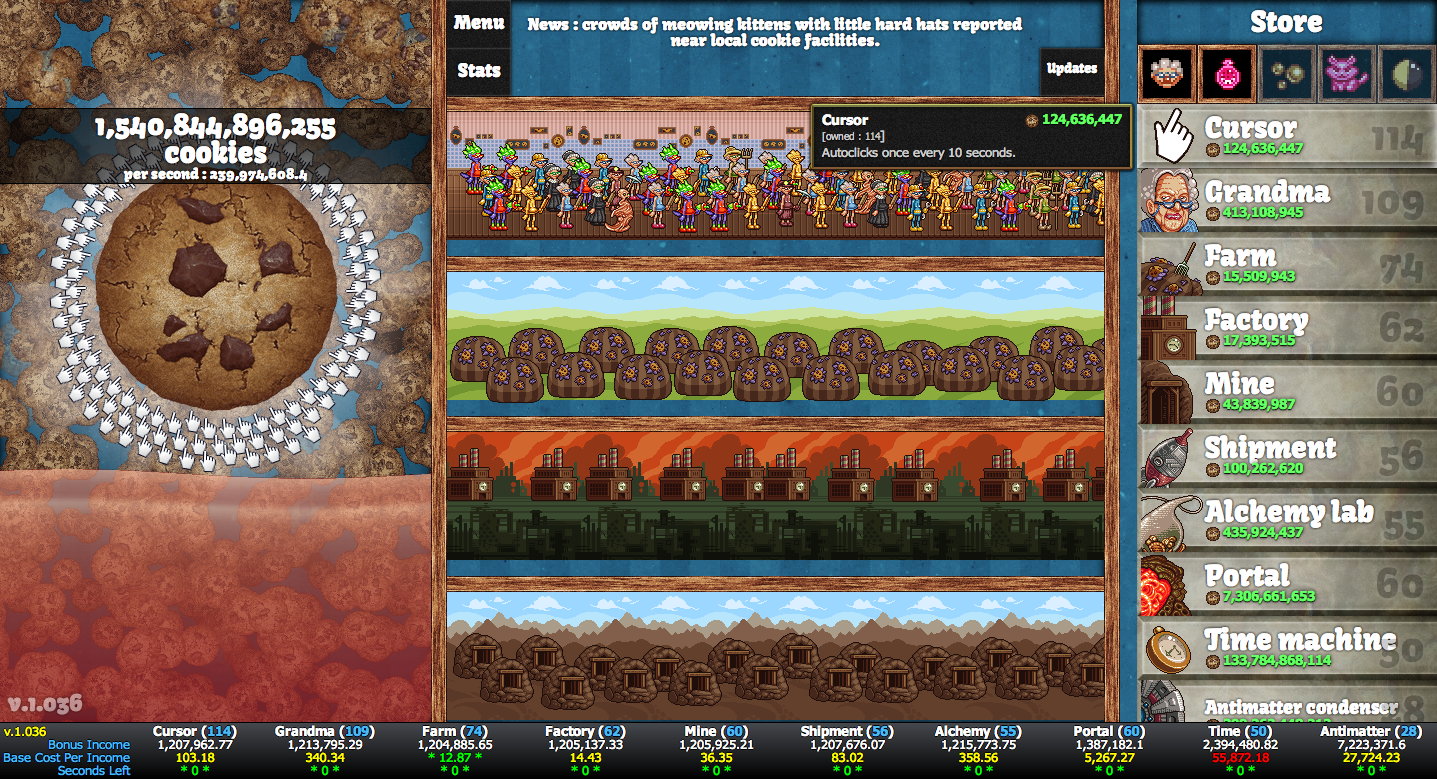 1,540,844,896,255
cookies
per second : 239,974,608.4
v.1.036
Menu
Stats
News : crowds of meowing kittens with little hard hats reported
near local cookie facilities.
Updates
Cursor 124,636,447
[owned : 114]
Autoclicks once every 10 seconds.
Store
Cursor 114
124,636,447
Grandma 109
413,108,945
Farm 74
15,509,943
Factory 62
17,393,515
Mine 60
43,839,987
Shipment 56
100,262,620
Alchemy lab 55
435,924,437
Portal 60
7,306,661,653
Time machine 50
133,784,868,114
Antimatter condenser 28
v.1.036 Cursor (114) Grandma (109) Farm (74) Factory (62) Mine (60) Shipment (56) Alchemy (55) Portal (60) Time (50) Antimatter (28)
Bonus Income 1,207,962.77 1,213,795.29 1,204,885.65 1,205,137.33 1,205,925.21 1,207,676.07 1,215,773.75 1,387,182.1 2,394,480.82 7,223,371.6
Base Cost Per Income 103.18 340.34 * 12.87 * 14.43 36.35 83.02 358.56 5,267.27 55,872.18 27,724.23
Seconds Left * 0 * * 0 * * 0 * * 0 * * 0 * * 0 * * 0 * * 0 * * 0 * * 0 *